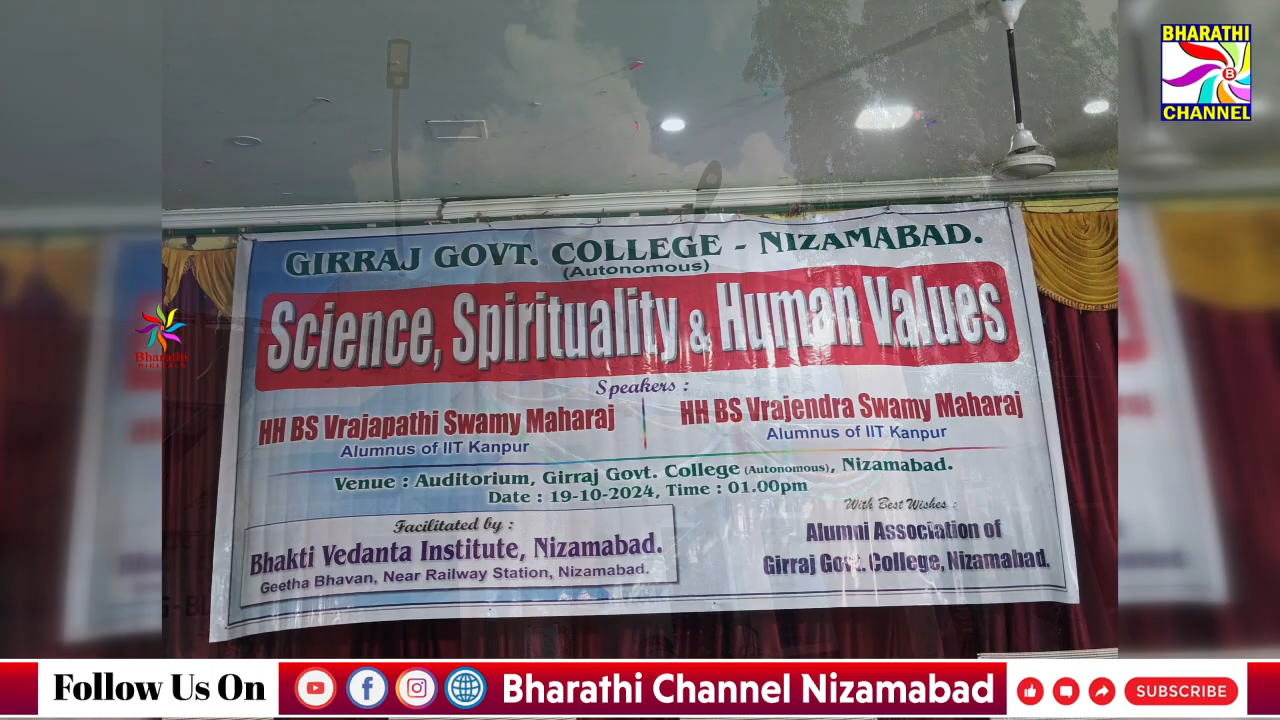 BHARATHI
B
CHANNEL
GIRRAJ GOVT. COLLEGE - NIZAMABAD.
(Autonomous)
Science, Spirituality & Human Values
Bharathi
Speakers :
HH BS Vrajapathi Swamy Maharaj
Alumnus of IIT Kanpur
HH BS Vrajendra Swamy Maharaj
Alumnus of IIT Kanpur
Venue : Auditorium, Girraj Govt. College (Autonomous), Nizamabad.
Date : 19-10-2024, Time : 01.00pm
Facilitated by :
Bhakti Vedanta Institute, Nizamabad.
Geetha Bhavan, Near Railway Station, Nizamabad.
With Best Wishes :
Alumni Association of
Girraj Govt. College, Nizamabad.
Follow Us On
Bharathi Channel Nizamabad
SUBSCRIBE